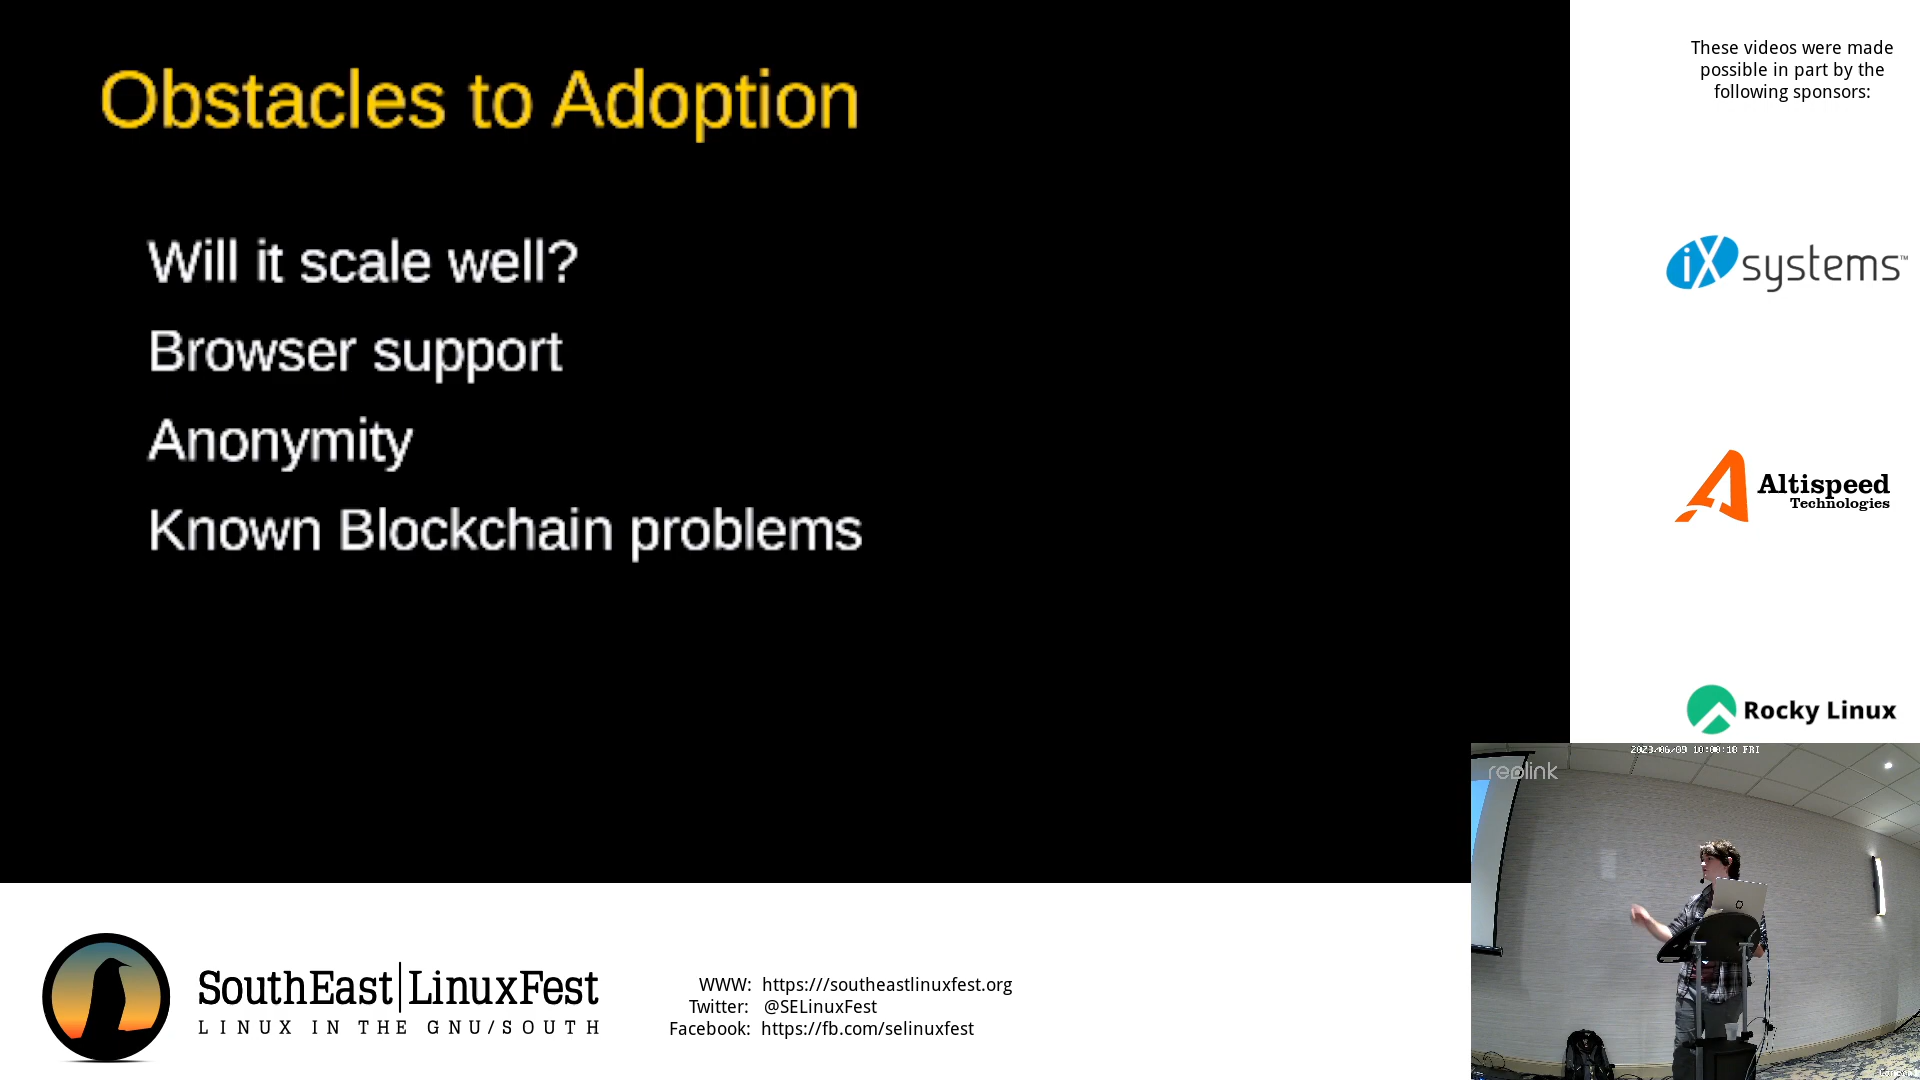 Obstacles to Adoption
Will it scale well?
Browser support
Anonymity
Known Blockchain problems
These videos were made
possible in part by the
following sponsors:
iXsystems™
Altispeed
Technologies
Rocky Linux
2023/06/09 10:00:10 FRI
reolink
SouthEast|LinuxFest
LINUX IN THE GNU/SOUTH
WWW: https:///southeastlinuxfest.org
Twitter: @SELinuxFest
Facebook: https://fb.com/selinuxfest